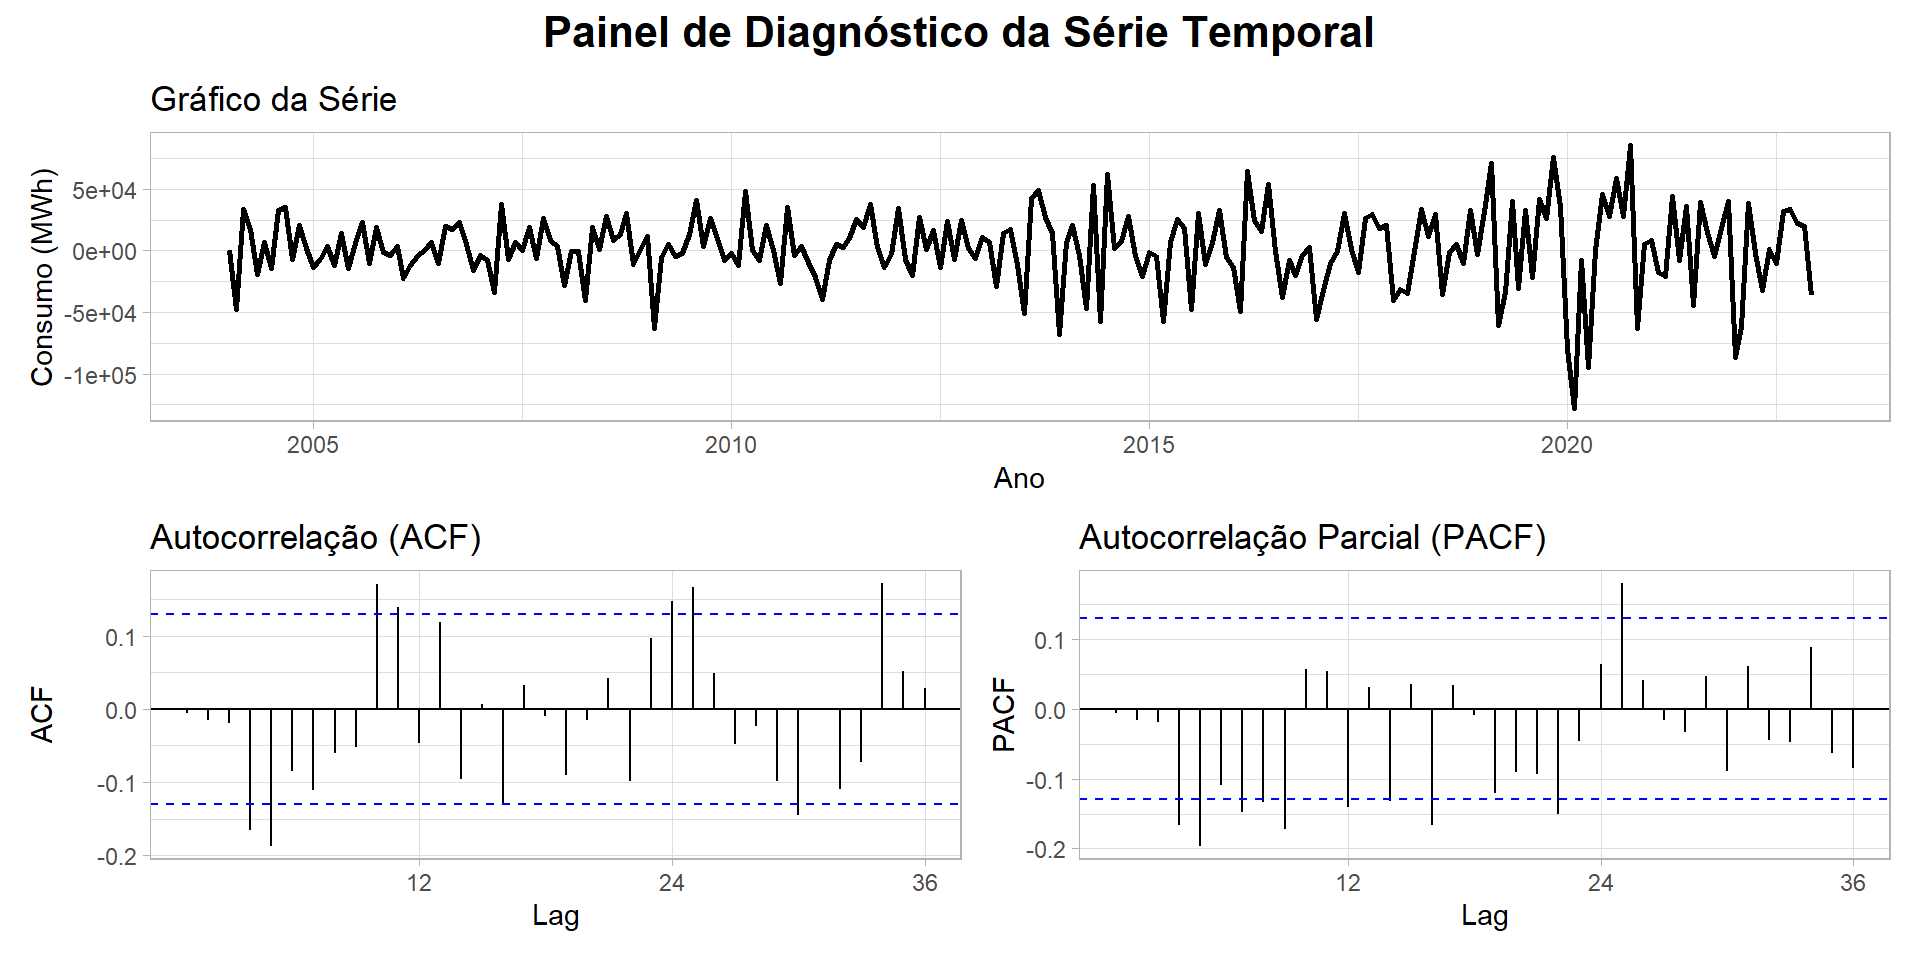 Painel de Diagnóstico da Série Temporal
Gráfico da Série
Consumo (MWh)
5e+04
0e+00
-5e+04
-1e+05
2005
2010
2015
2020
Ano
Autocorrelação (ACF)
ACF
0.1
0.0
-0.1
-0.2
12
24
36
Lag
Autocorrelação Parcial (PACF)
PACF
0.1
0.0
-0.1
-0.2
12
24
36
Lag